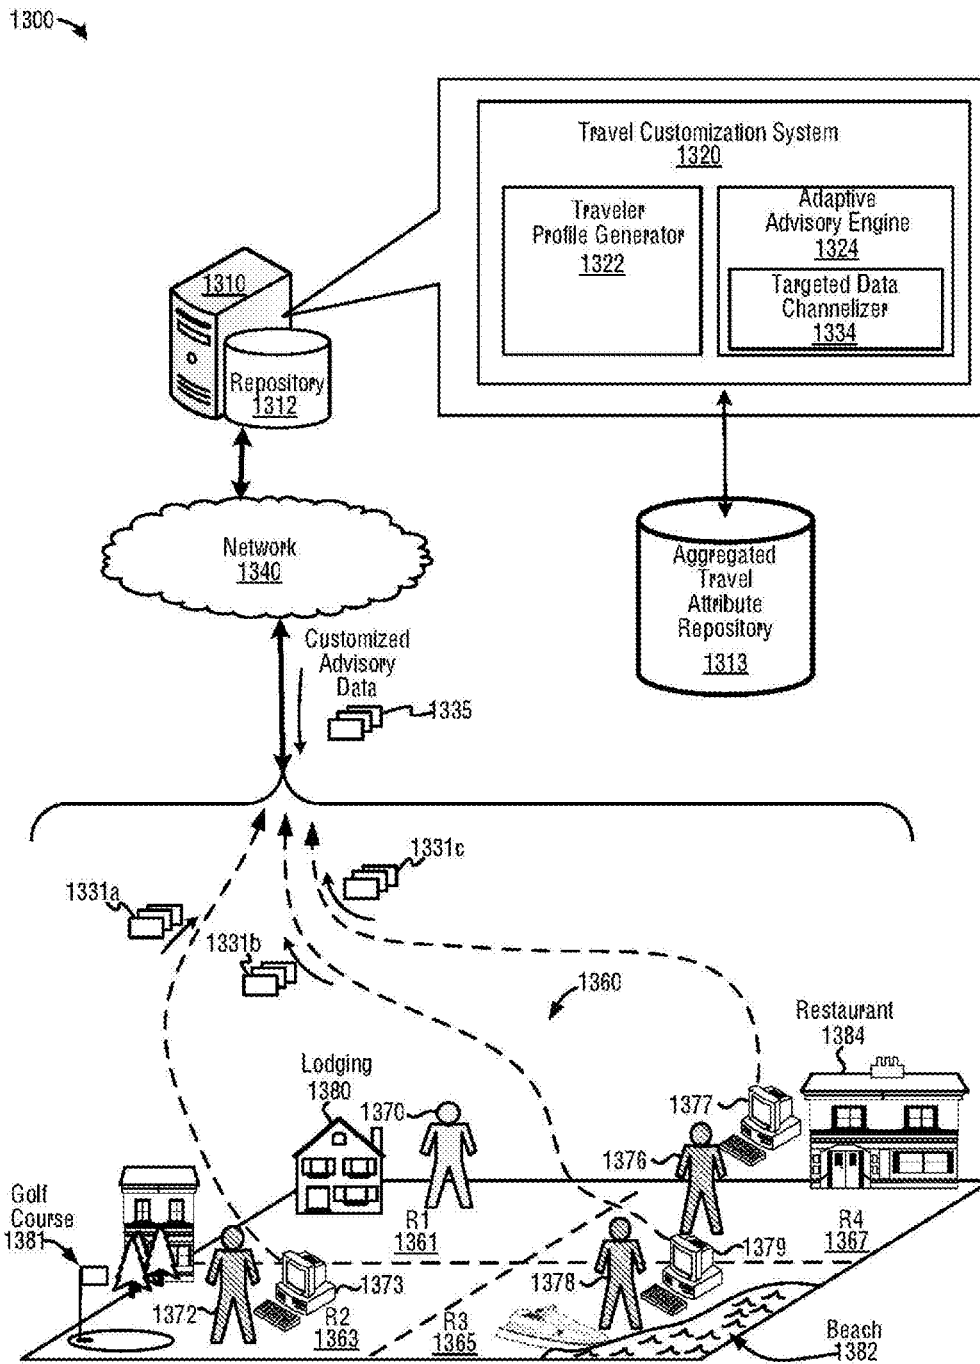 1300
Travel Customization System
1320
Traveler
Profile Generator
1322
Adaptive
Advisory Engine
1324
Targeted Data
Channelizer
1334
1310
Repository
1312
Network
1340
Aggregated
Travel
Attribute
Repository
1313
Customized
Advisory
Data
1335
1331a
1331b
1331c
1360
Restaurant
1384
Lodging
1380
1370
1377
1376
Golf
Course
1381
R1
1361
R4
1367
1379
1378
1372
1373
R2
1363
R3
1365
Beach
1382